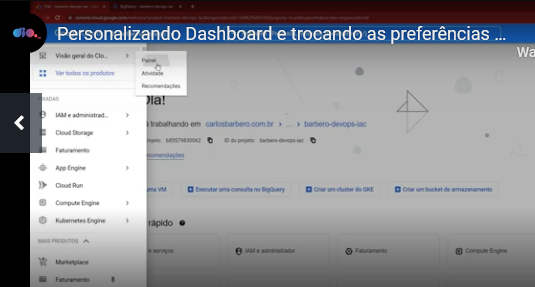 dio.
Personalizando Dashboard e trocando as preferências ...
Wa
Visão geral do Clo...
Ver todos os produtos
Painel
Atividade
Recomendações
IAM e administrad...
Cloud Storage
Faturamento
App Engine
Cloud Run
Compute Engine
Kubernetes Engine
MAIS PRODUTOS
Marketplace
Faturamento
trabalhando em carlosbarbero.com.br > ... > barbero-devops-iac
ID do projeto: barbero-devops-iac
Executar uma consulta no BigQuery
Criar um cluster do GKE
Criar um bucket de armazenamento
rápido
e serviços
IAM e administrador
Faturamento
Compute Engine